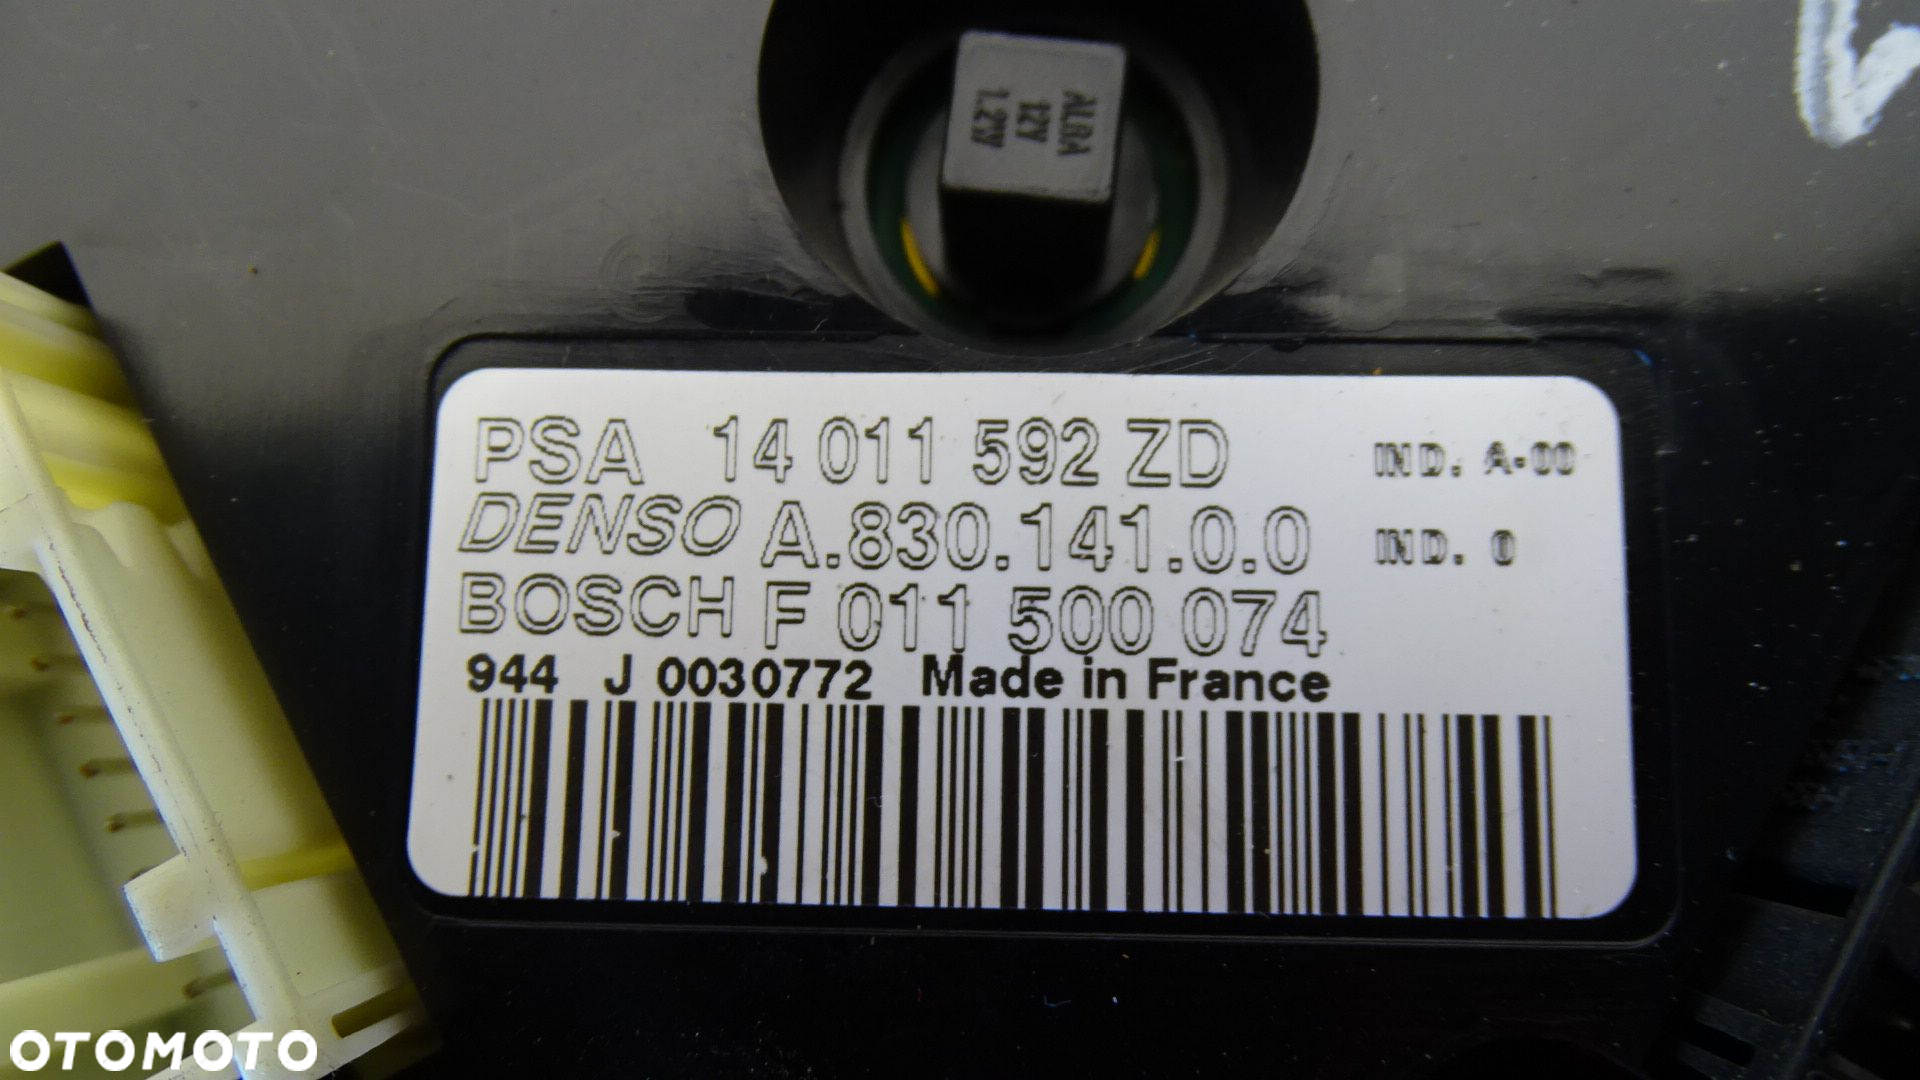 ALBA
12V
1.2W
PSA 14 011 592 ZD IND. A-00
DENSO A.830.141.0.0 IND. 0
BOSCH F 011 500 074
944 J 0030772 Made in France
OTOMOTO